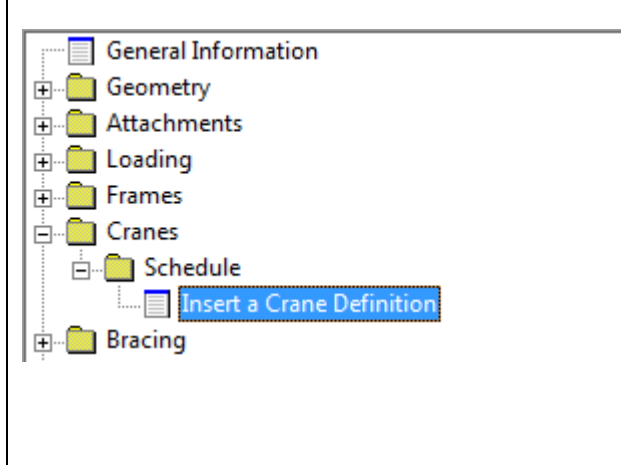 General Information
Geometry
Attachments
Loading
Frames
Cranes
Schedule
Insert a Crane Definition
Bracing